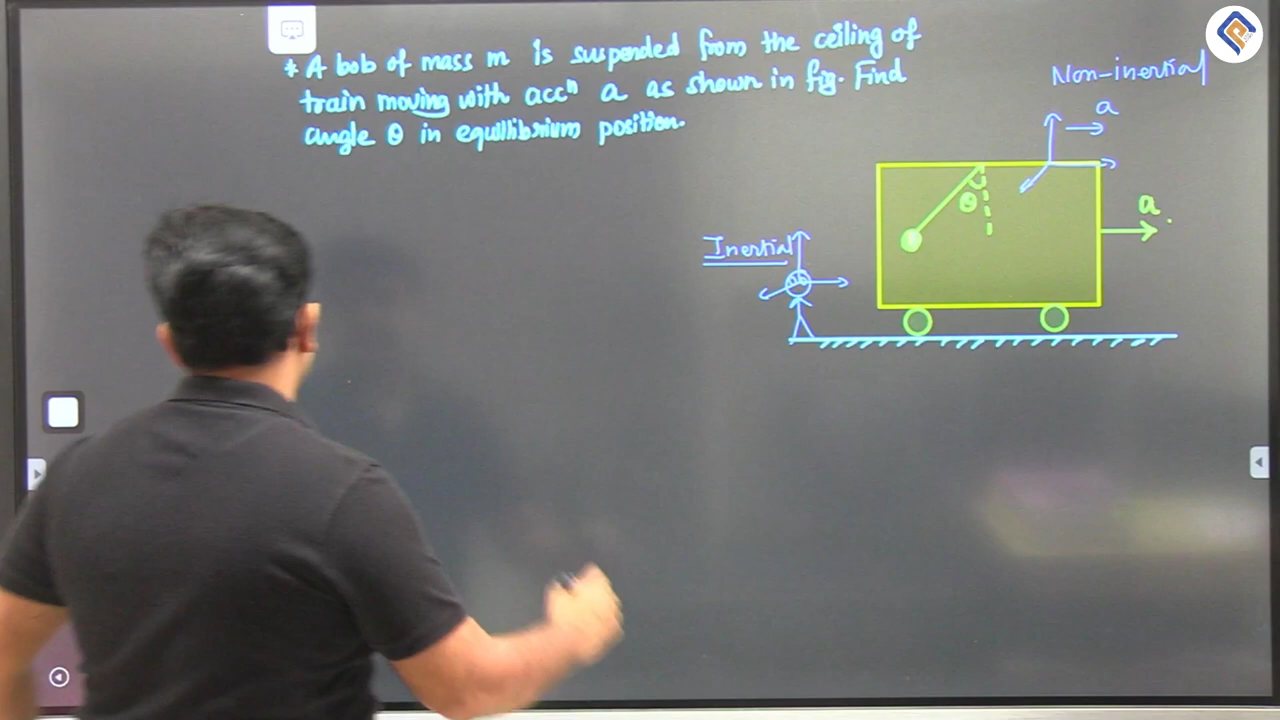 * A bob of mass m is suspended from the ceiling of
train moving with accⁿ a as shown in fig. Find
angle θ in equilibrium position.
Non-inertial
a
θ
a
Inertial